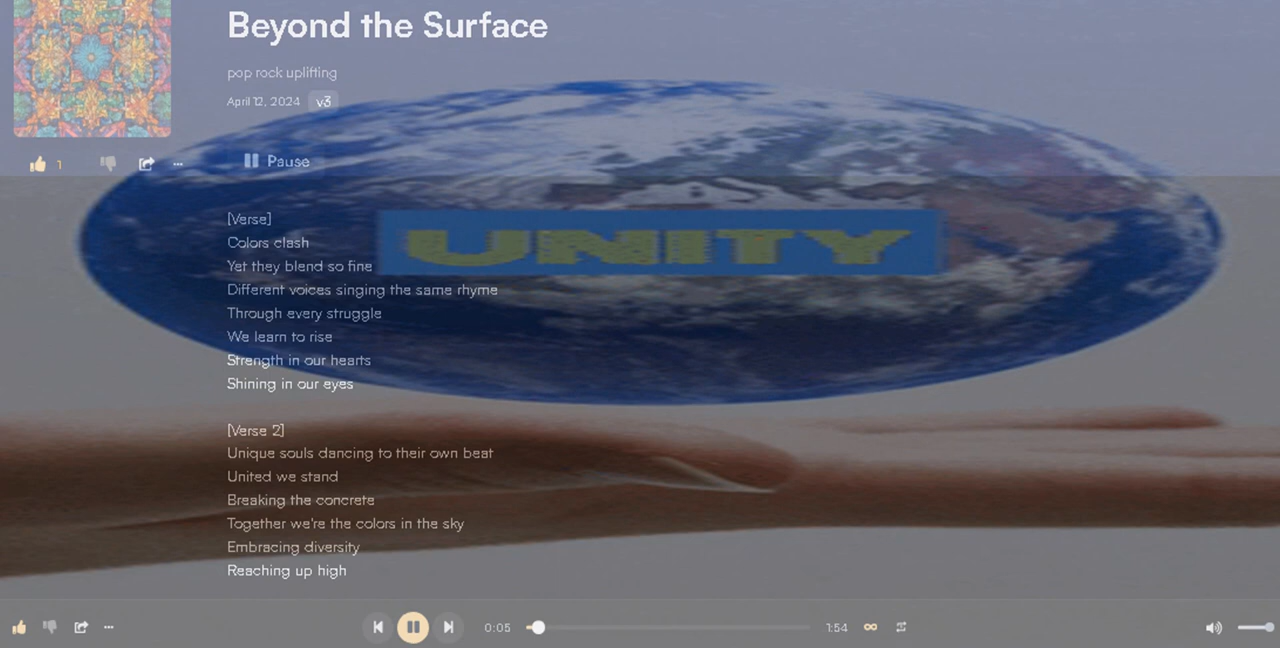 Beyond the Surface
pop rock uplifting
April 12, 2024 v3
1
Pause
[Verse]
Colors clash
Yet they blend so fine
Different voices singing the same rhyme
Through every struggle
We learn to rise
Strength in our hearts
Shining in our eyes
UNITY
[Verse 2]
Unique souls dancing to their own beat
United we stand
Breaking the concrete
Together we're the colors in the sky
Embracing diversity
Reaching up high
0:05 1:54